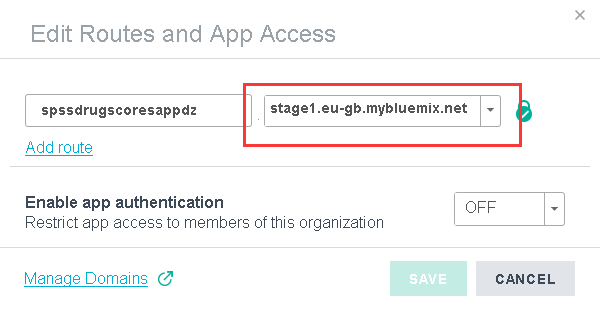 Edit Routes and App Access
spssdrugscoresappdz . stage1.eu-gb.mybluemix.net
Add route
Enable app authentication
OFF
Restrict app access to members of this organization
Manage Domains
SAVE
CANCEL